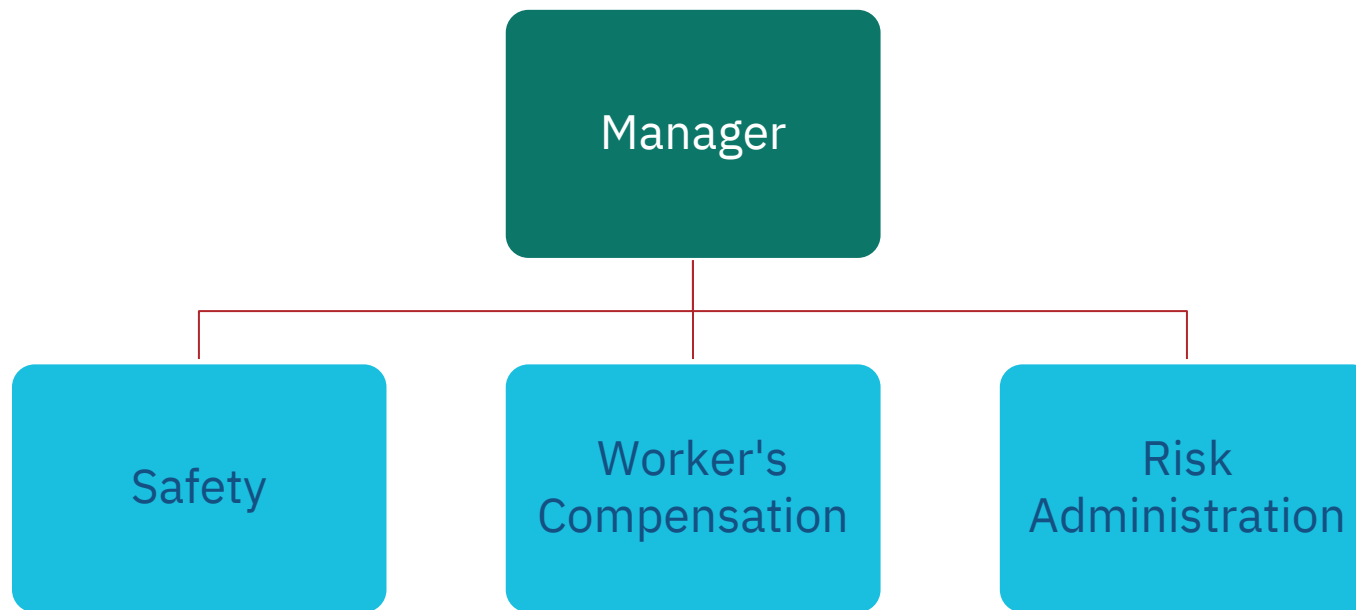 Manager
Safety
Worker's
Compensation
Risk
Administration